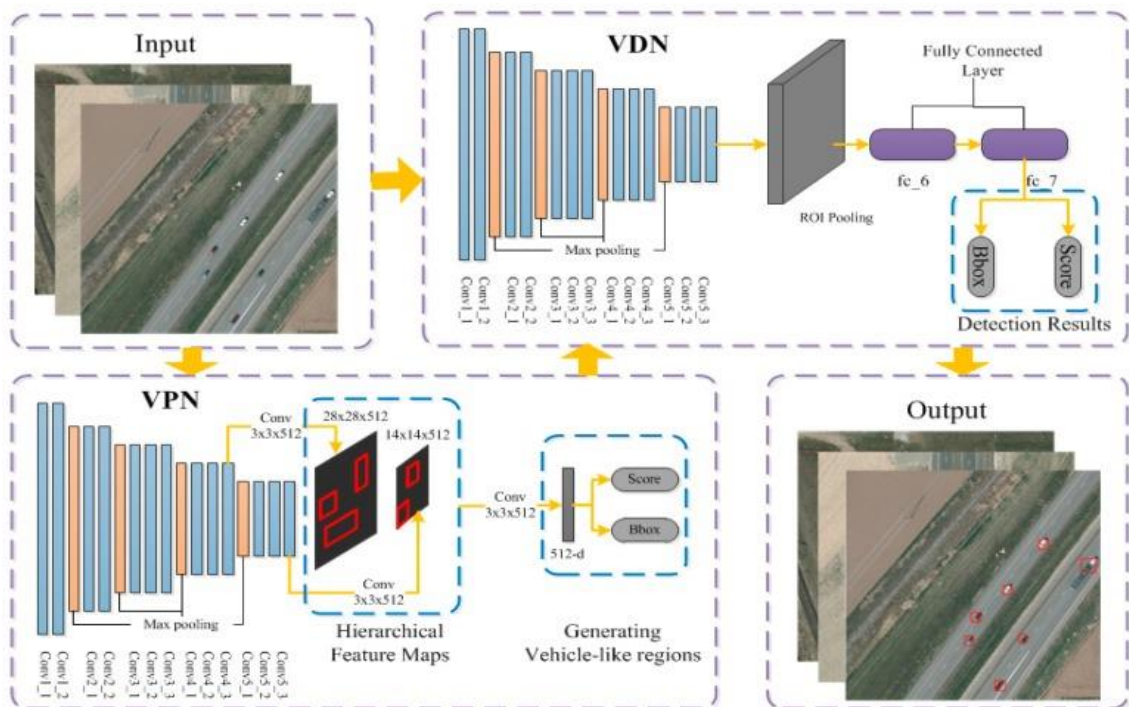 Input
VDN
Fully Connected
Layer
fc_6
fc_7
ROI Pooling
Max pooling
Bbox
Score
Detection Results
Conv1_1
Conv1_2
Conv2_1
Conv2_2
Conv3_1
Conv3_2
Conv3_3
Conv4_1
Conv4_2
Conv4_3
Conv5_1
Conv5_2
Conv5_3
VPN
Conv
3x3x512
28x28x512
14x14x512
Conv
3x3x512
Max pooling
Hierarchical
Feature Maps
Conv
3x3x512
512-d
Score
Bbox
Generating
Vehicle-like regions
Conv1_1
Conv1_2
Conv2_1
Conv2_2
Conv3_1
Conv3_2
Conv3_3
Conv4_1
Conv4_2
Conv4_3
Conv5_1
Conv5_2
Conv5_3
Output